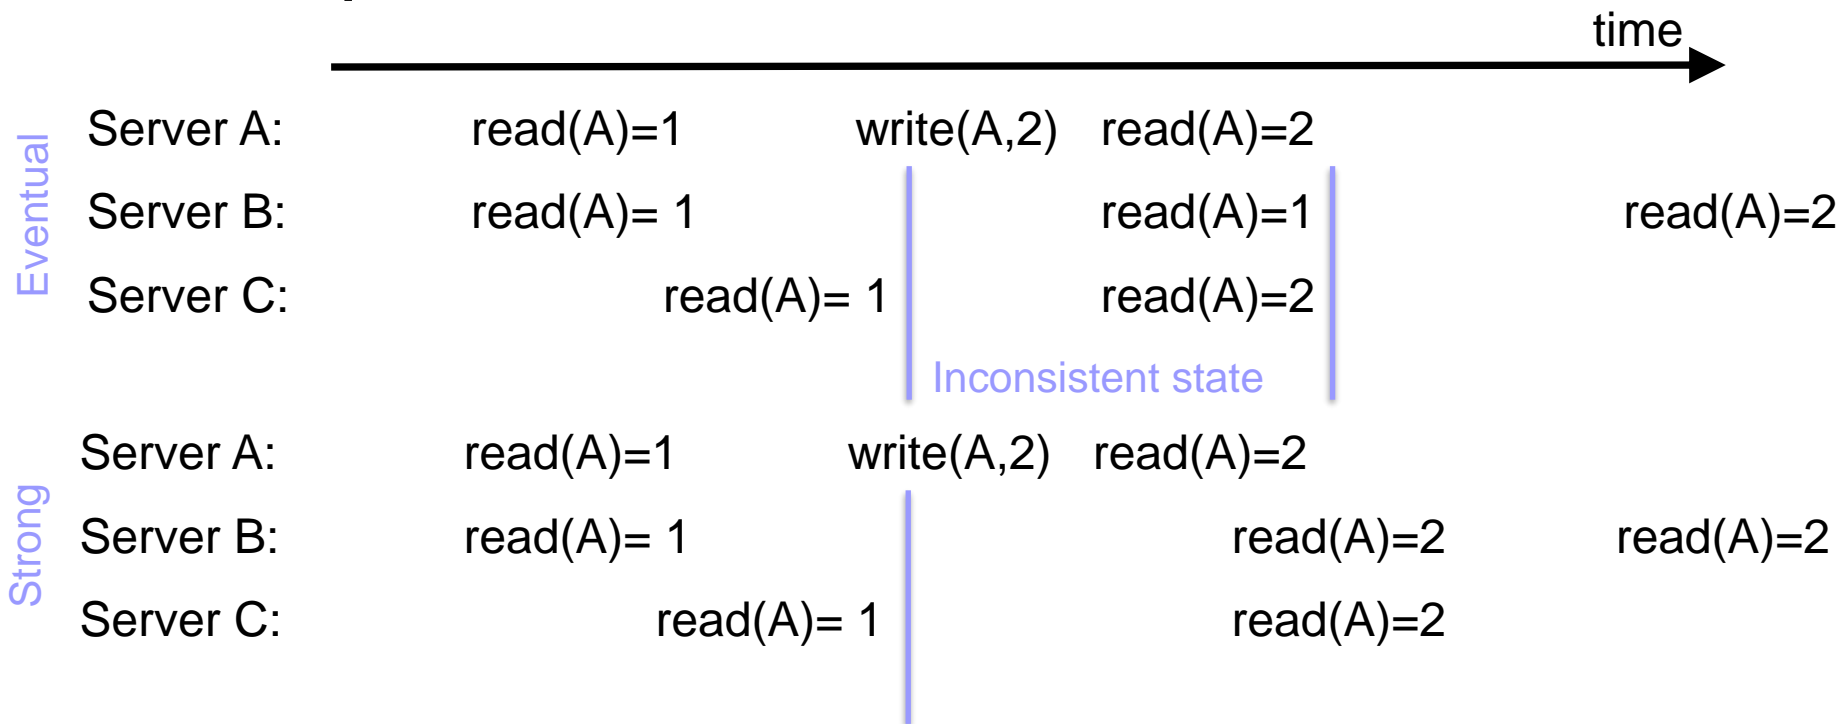 time
Eventual
Server A: read(A)=1 write(A,2) read(A)=2
Server B: read(A)= 1 read(A)=1 read(A)=2
Server C: read(A)= 1 read(A)=2
Inconsistent state
Strong
Server A: read(A)=1 write(A,2) read(A)=2
Server B: read(A)= 1 read(A)=2 read(A)=2
Server C: read(A)= 1 read(A)=2